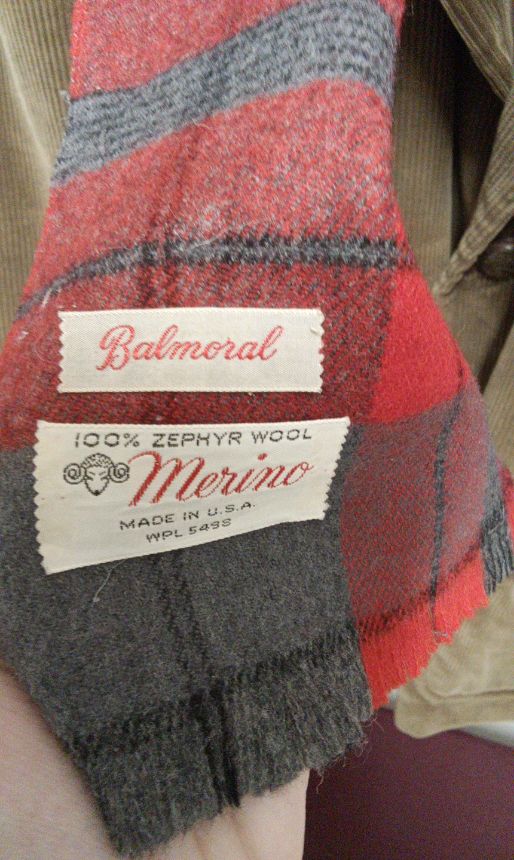 Balmoral
100% ZEPHYR WOOL
Merino
MADE IN U.S.A.
WPL 5498